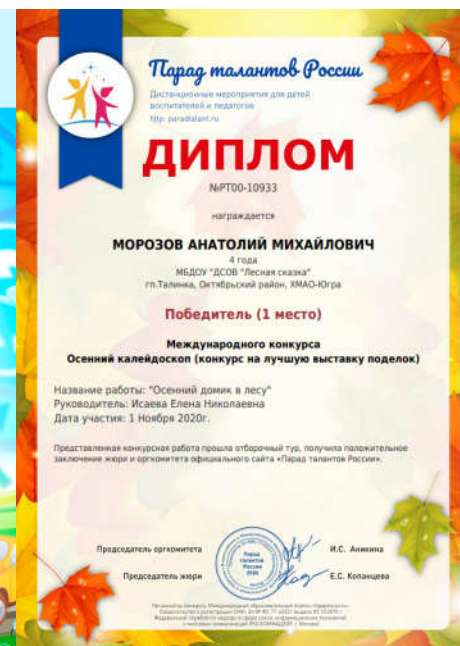 Парад талантов России
Дистанционные мероприятия для детей
воспитателей и педагогов
http: paradtalant.ru
ДИПЛОМ
№РТ00-10933
награждается
МОРОЗОВ АНАТОЛИЙ МИХАЙЛОВИЧ
4 года
МБДОУ "ДСОВ "Лесная сказка"
гп.Талинка, Октябрьский район, ХМАО-Югра
Победитель (1 место)
Международного конкурса
Осенний калейдоскоп (конкурс на лучшую выставку поделок)
Название работы: "Осенний домик в лесу"
Руководитель: Исаева Елена Николаевна
Дата участия: 1 Ноября 2020г.
Представленная конкурсная работа прошла отборочный тур, получила положительное
заключение жюри и оргкомитета официального сайта «Парад талантов России».
Председатель оргкомитета
И.С. Аникина
Парад
талантов
России
Председатель жюри
Е.С. Копанцева